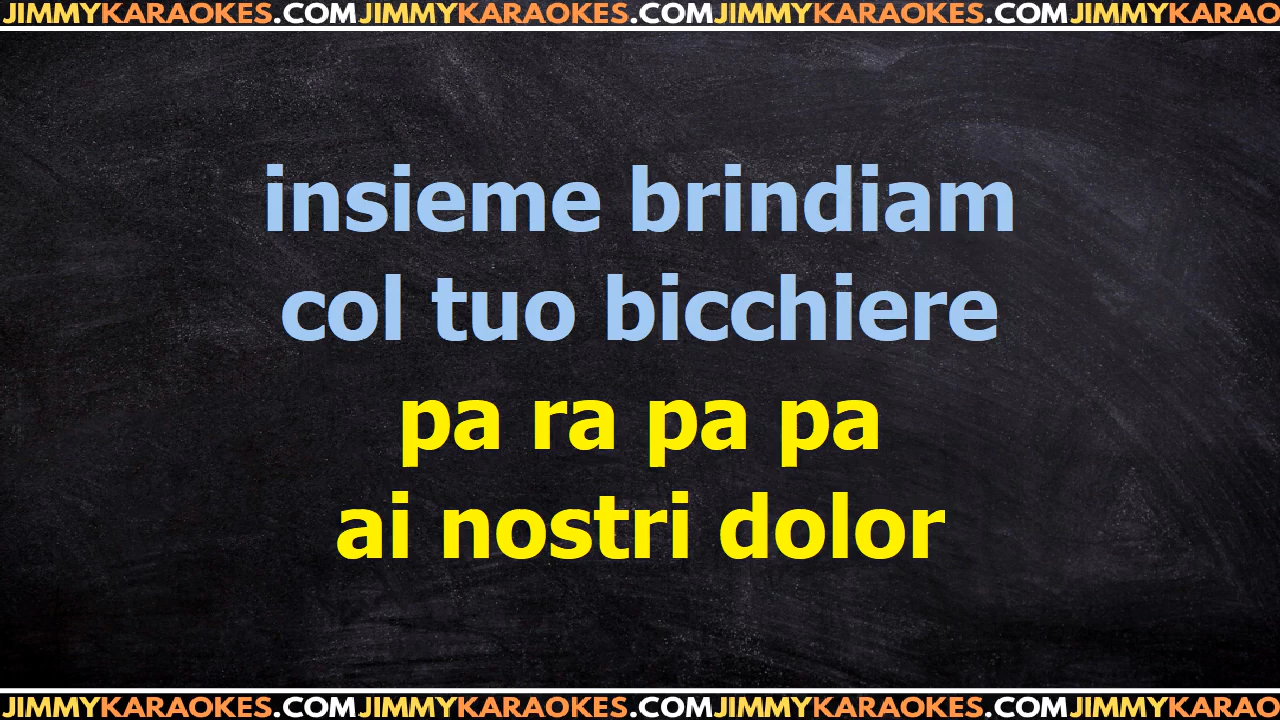 JIMMYKARAOKES.COMJIMMYKARAOKES.COMJIMMYKARAOKES.COMJIMMYKARAO
insieme brindiam
col tuo bicchiere
pa ra pa pa
ai nostri dolor
JIMMYKARAOKES.COMJIMMYKARAOKES.COMJIMMYKARAOKES.COMJIMMYKARAO